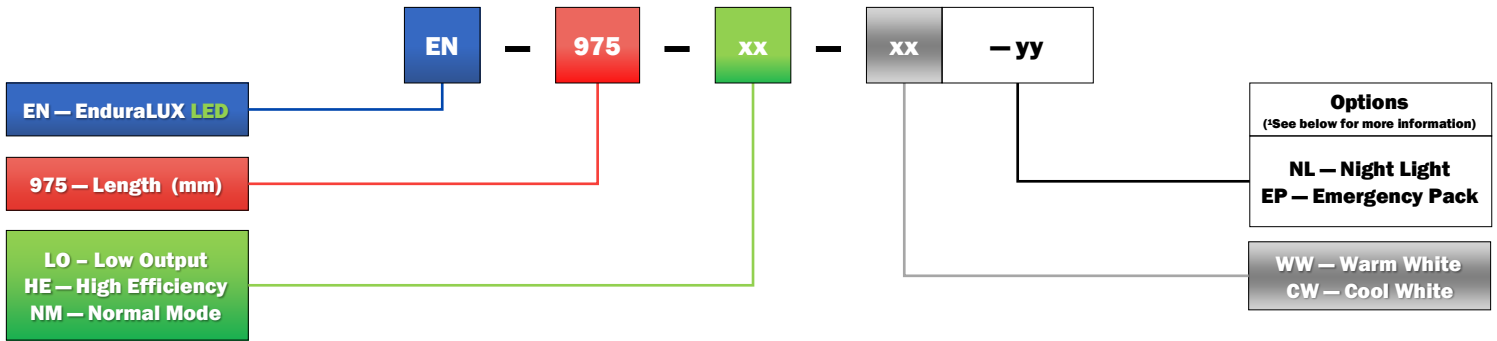 EN — 975 — xx — xx — yy
EN — EnduraLUX LED
975 — Length (mm)
LO – Low Output
HE — High Efficiency
NM — Normal Mode
Options
(¹See below for more information)
NL — Night Light
EP — Emergency Pack
WW — Warm White
CW — Cool White